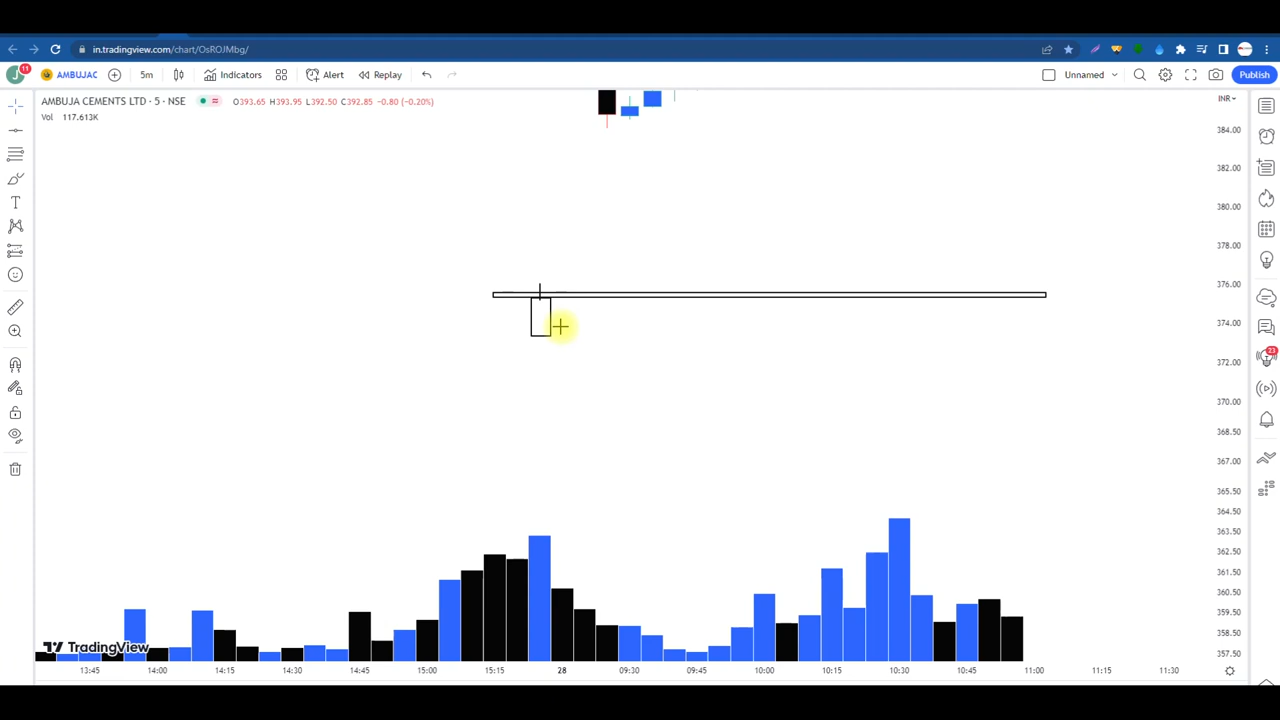 in.tradingview.com/chart/OsROJMbg/
11 AMBUJAC 5m Indicators Alert Replay Unnamed Publish
AMBUJA CEMENTS LTD · 5 · NSE O393.65 H393.95 L392.50 C392.85 -0.80 (-0.20%)
Vol 117.613K
INR
384.00
382.00
380.00
378.00
376.00
374.00
372.00
370.00
368.50
367.00
365.50
364.50
363.50
362.50
361.50
360.50
359.50
358.50
357.50
23
TradingView
13:45 14:00 14:15 14:30 14:45 15:00 15:15 28 09:30 09:45 10:00 10:15 10:30 10:45 11:00 11:15 11:30